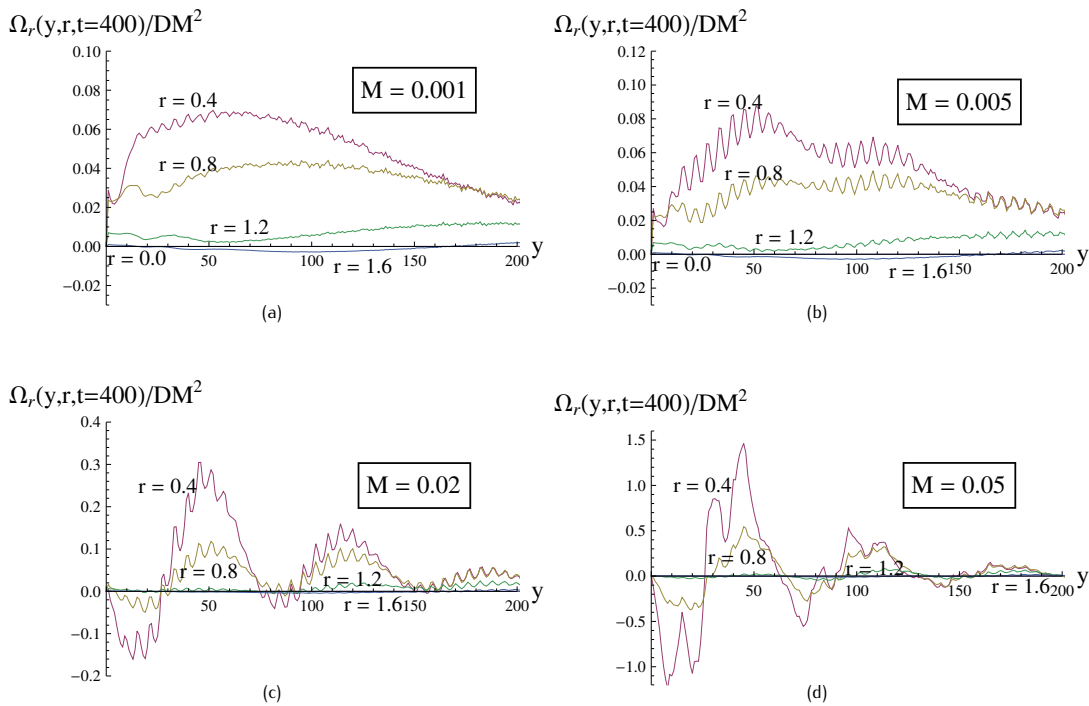 Ωr(y,r,t=400)/DM²
0.10
0.08
0.06
0.04
0.02
0.00
−0.02
M = 0.001
r = 0.4
r = 0.8
r = 1.2
r = 0.0
r = 1.6
50
100
150
200
y
(a)
Ωr(y,r,t=400)/DM²
0.12
0.10
0.08
0.06
0.04
0.02
0.00
−0.02
M = 0.005
r = 0.4
r = 0.8
r = 1.2
r = 0.0
r = 1.6
50
100
150
200
y
(b)
Ωr(y,r,t=400)/DM²
0.4
0.3
0.2
0.1
0.0
−0.1
−0.2
M = 0.02
r = 0.4
r = 0.8
r = 1.2
r = 1.6
50
100
150
200
y
(c)
Ωr(y,r,t=400)/DM²
1.5
1.0
0.5
0.0
−0.5
−1.0
M = 0.05
r = 0.4
r = 0.8
r = 1.2
r = 1.6
50
100
150
200
y
(d)